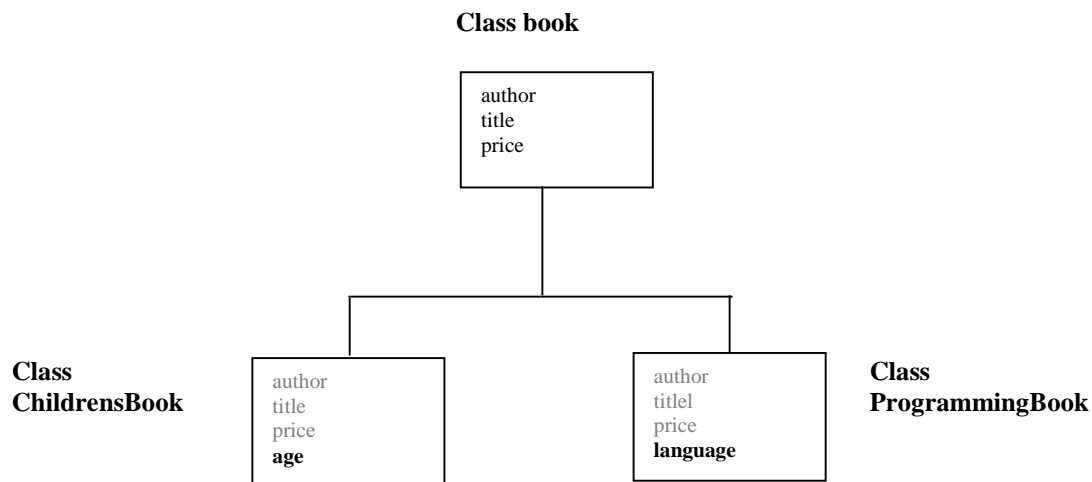 Class book
author
title
price
Class
ChildrensBook
author
title
price
age
author
titlel
price
language
Class
ProgrammingBook